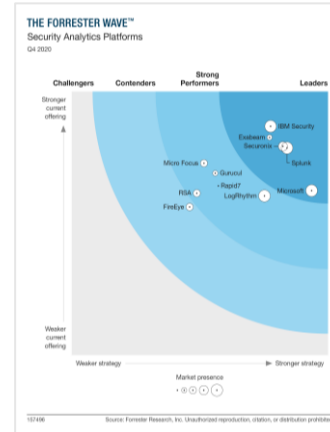 THE FORRESTER WAVE™
Security Analytics Platforms
Q4 2020
Challengers Contenders Strong Performers Leaders
Stronger current offering
IBM Security
Exabeam
Securonix
Splunk
Micro Focus
Gurucul
Rapid7
Microsoft
RSA
LogRhythm
FireEye
Weaker current offering
Weaker strategy Stronger strategy
Market presence
157496 Source: Forrester Research, Inc. Unauthorized reproduction, citation, or distribution prohibited